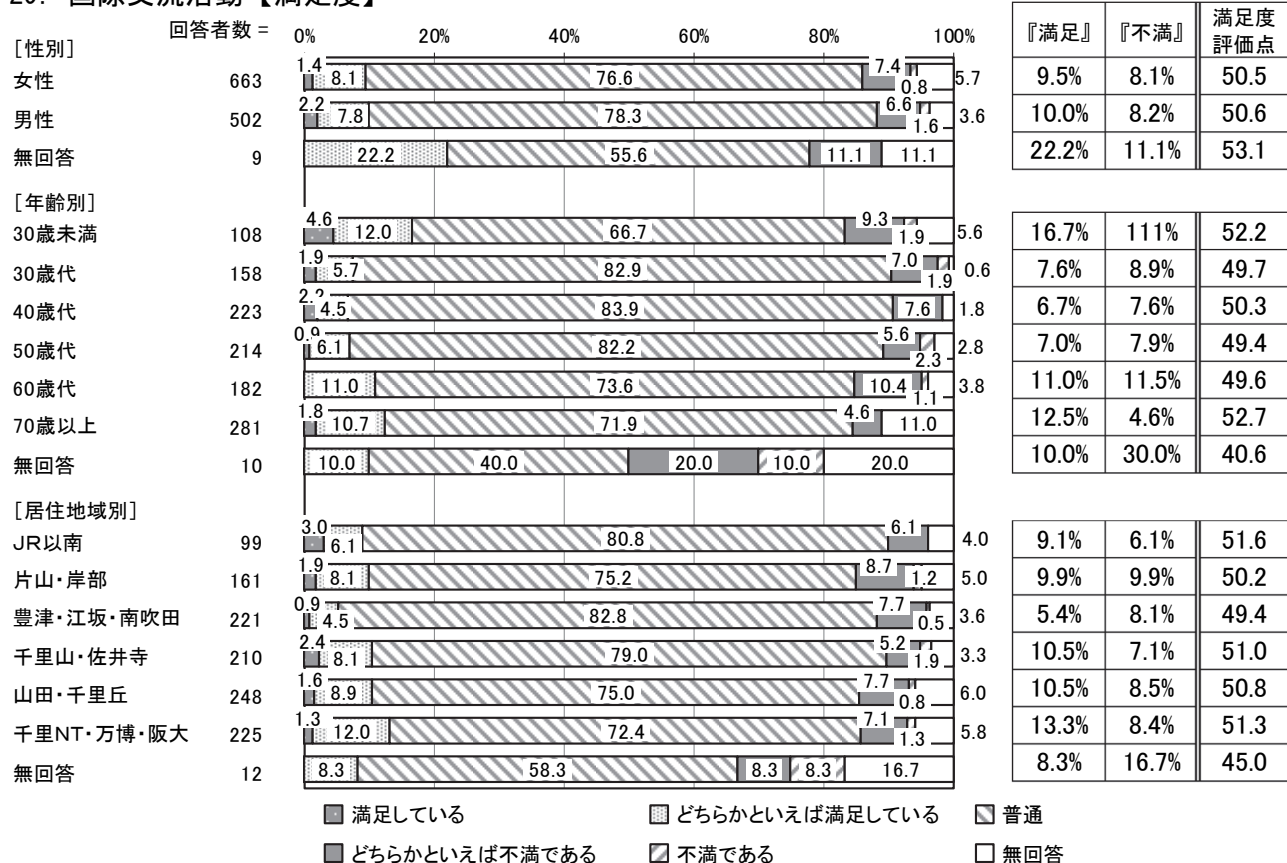 20. 国際交流活動【満足度】
回答者数 = 0% 20% 40% 60% 80% 100% 『満足』 『不満』 満足度評価点
[性別]
女性 663 1.4 8.1 76.6 7.4 0.8 5.7 9.5% 8.1% 50.5
男性 502 2.2 7.8 78.3 6.6 1.6 3.6 10.0% 8.2% 50.6
無回答 9 22.2 55.6 11.1 11.1 22.2% 11.1% 53.1
[年齢別]
30歳未満 108 4.6 12.0 66.7 9.3 1.9 5.6 16.7% 111% 52.2
30歳代 158 1.9 5.7 82.9 7.0 1.9 0.6 7.6% 8.9% 49.7
40歳代 223 2.2 4.5 83.9 7.6 1.8 6.7% 7.6% 50.3
50歳代 214 0.9 6.1 82.2 5.6 2.3 2.8 7.0% 7.9% 49.4
60歳代 182 11.0 73.6 10.4 1.1 3.8 11.0% 11.5% 49.6
70歳以上 281 1.8 10.7 71.9 4.6 11.0 12.5% 4.6% 52.7
無回答 10 10.0 40.0 20.0 10.0 20.0 10.0% 30.0% 40.6
[居住地域別]
JR以南 99 3.0 6.1 80.8 6.1 4.0 9.1% 6.1% 51.6
片山・岸部 161 1.9 8.1 75.2 8.7 1.2 5.0 9.9% 9.9% 50.2
豊津・江坂・南吹田 221 0.9 4.5 82.8 7.7 0.5 3.6 5.4% 8.1% 49.4
千里山・佐井寺 210 2.4 8.1 79.0 5.2 1.9 3.3 10.5% 7.1% 51.0
山田・千里丘 248 1.6 8.9 75.0 7.7 0.8 6.0 10.5% 8.5% 50.8
千里NT・万博・阪大 225 1.3 12.0 72.4 7.1 1.3 5.8 13.3% 8.4% 51.3
無回答 12 8.3 58.3 8.3 8.3 16.7 8.3% 16.7% 45.0
満足している どちらかといえば満足している 普通
どちらかといえば不満である 不満である 無回答